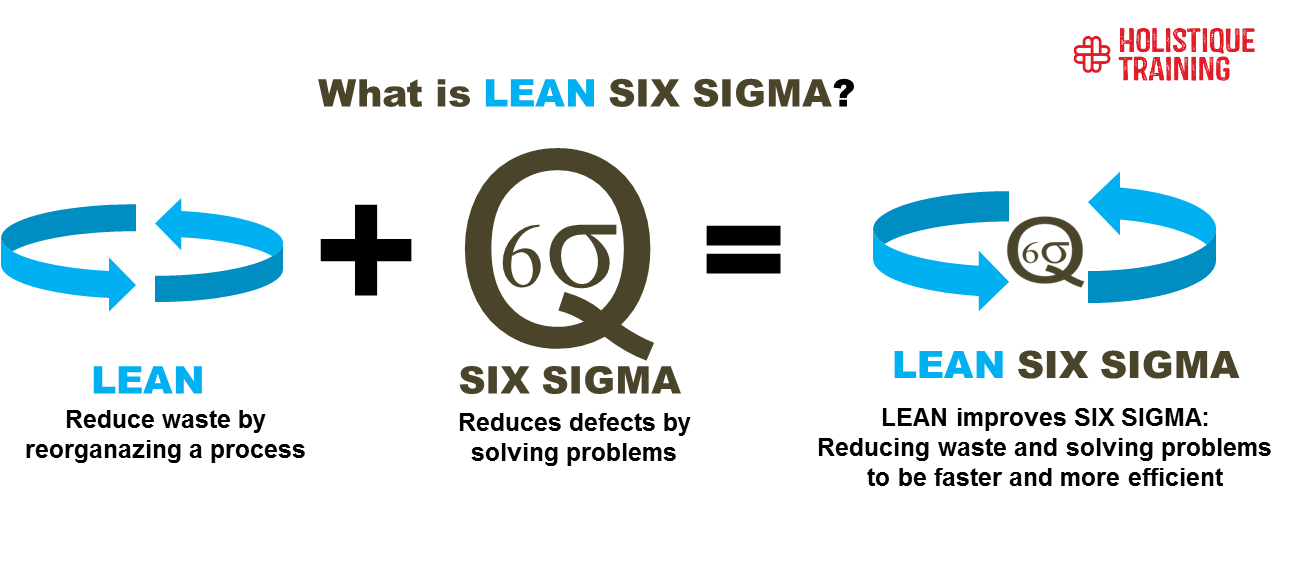 HOLISTIQUE
TRAINING
What is LEAN SIX SIGMA?
6σ
6σ
LEAN
Reduce waste by
reorganazing a process
SIX SIGMA
Reduces defects by
solving problems
LEAN SIX SIGMA
LEAN improves SIX SIGMA:
Reducing waste and solving problems
to be faster and more efficient